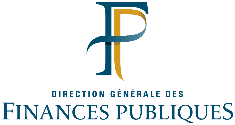 DIRECTION GÉNÉRALE DES
FINANCES PUBLIQUES